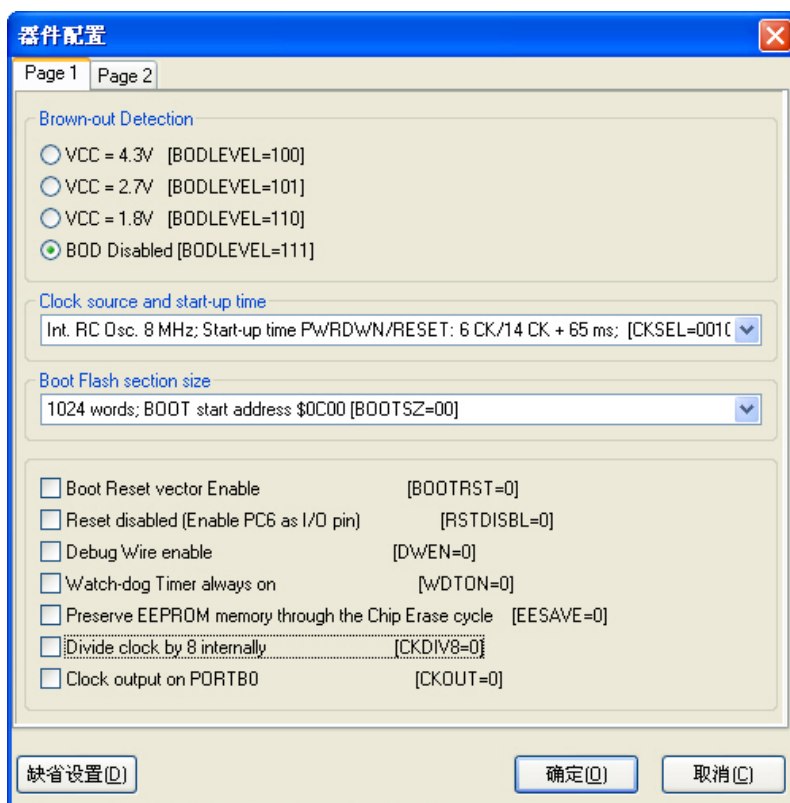 器件配置
Page 1 Page 2
Brown-out Detection
VCC = 4.3V [BODLEVEL=100]
VCC = 2.7V [BODLEVEL=101]
VCC = 1.8V [BODLEVEL=110]
BOD Disabled [BODLEVEL=111]
Clock source and start-up time
Int. RC Osc. 8 MHz; Start-up time PWRDWN/RESET: 6 CK/14 CK + 65 ms; [CKSEL=0010
Boot Flash section size
1024 words; BOOT start address $0C00 [BOOTSZ=00]
Boot Reset vector Enable [BOOTRST=0]
Reset disabled (Enable PC6 as I/O pin) [RSTDISBL=0]
Debug Wire enable [DWEN=0]
Watch-dog Timer always on [WDTON=0]
Preserve EEPROM memory through the Chip Erase cycle [EESAVE=0]
Divide clock by 8 internally [CKDIV8=0]
Clock output on PORTB0 [CKOUT=0]
缺省设置(D) 确定(O) 取消(C)